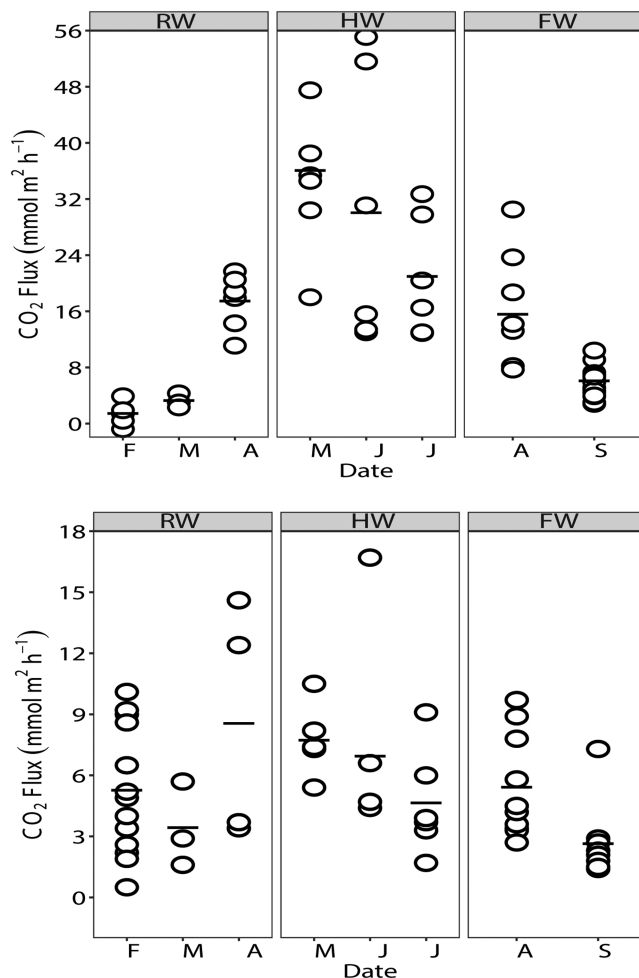 RW HW FW
56
48
40
32
24
16
8
0
CO₂ Flux (mmol m² h⁻¹)
F M A M J J A S
Date
RW HW FW
18
15
12
9
6
3
0
CO₂ Flux (mmol m² h⁻¹)
F M A M J J A S
Date